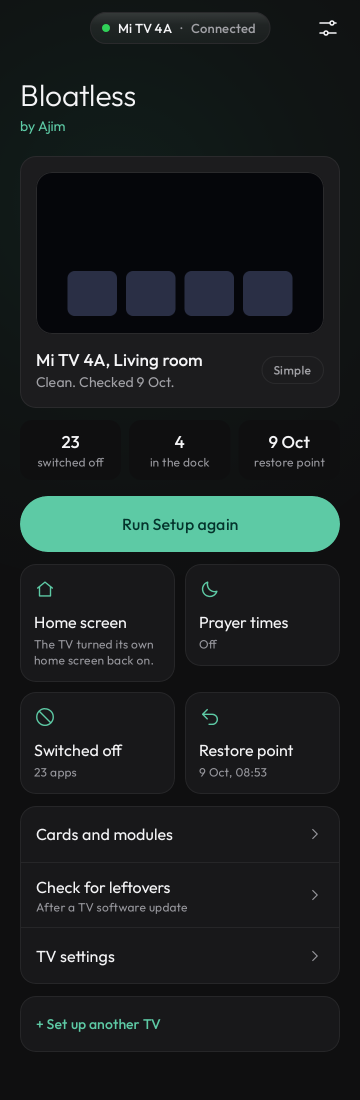 Mi TV 4A · Connected
Bloatless
by Ajim
Mi TV 4A, Living room
Clean. Checked 9 Oct.
Simple
23
switched off
4
in the dock
9 Oct
restore point
Run Setup again
Home screen
The TV turned its own
home screen back on.
Prayer times
Off
Switched off
23 apps
Restore point
9 Oct, 08:53
Cards and modules
Check for leftovers
After a TV software update
TV settings
+ Set up another TV